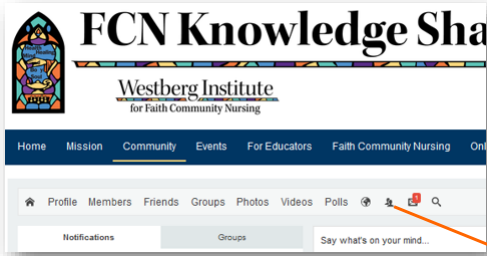 FCN Knowledge Sha
Westberg Institute
for Faith Community Nursing
Home Mission Community Events For Educators Faith Community Nursing Onl
Profile Members Friends Groups Photos Videos Polls
Notifications Groups Say what's on your mind...